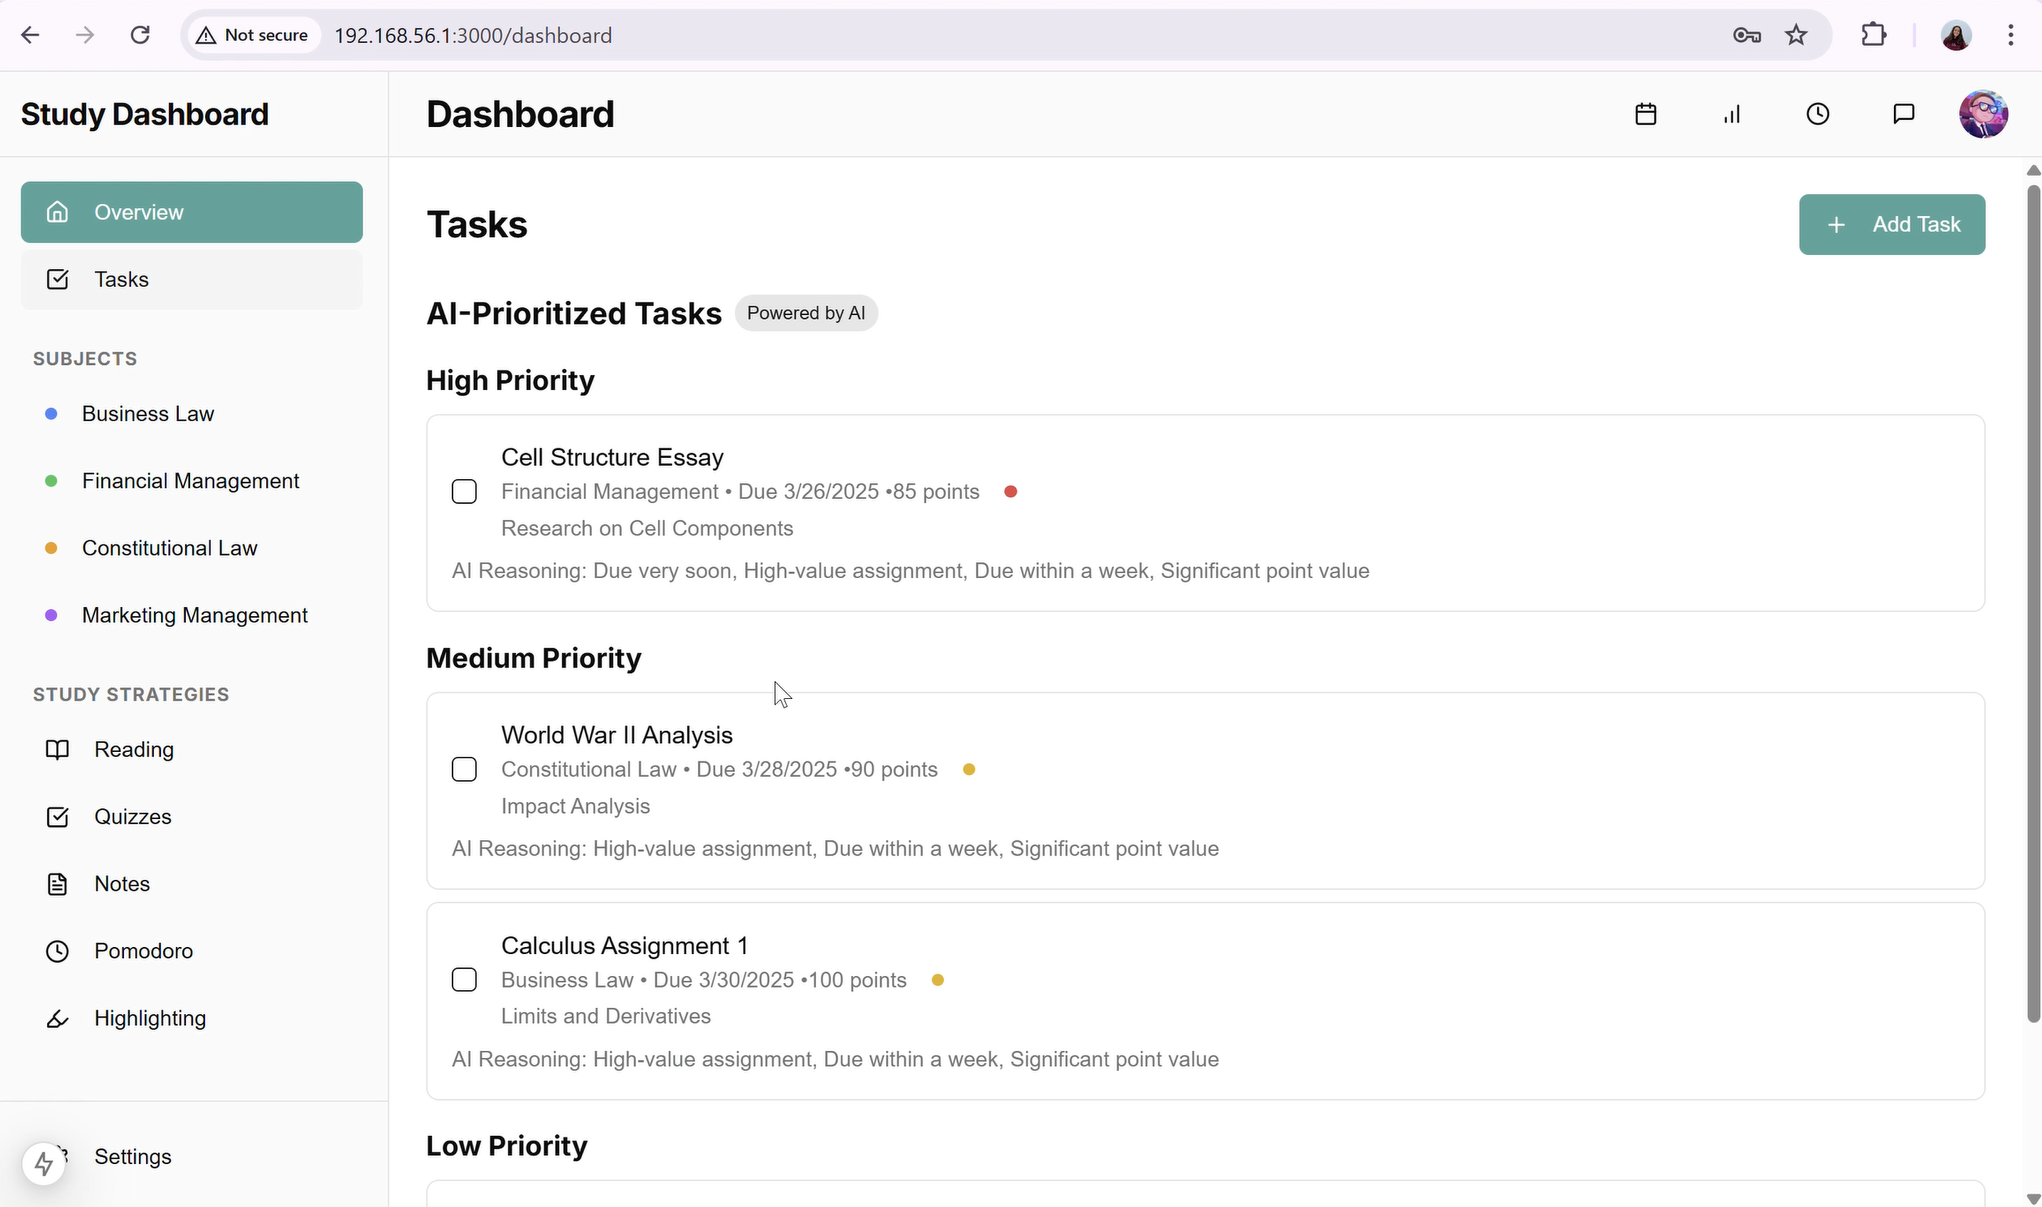 Not secure
192.168.56.1:3000/dashboard
Study Dashboard
Dashboard
Overview
Tasks
SUBJECTS
Business Law
Financial Management
Constitutional Law
Marketing Management
STUDY STRATEGIES
Reading
Quizzes
Notes
Pomodoro
Highlighting
Settings
Tasks
+ Add Task
AI-Prioritized Tasks Powered by AI
High Priority
Cell Structure Essay
Financial Management • Due 3/26/2025 •85 points
Research on Cell Components
AI Reasoning: Due very soon, High-value assignment, Due within a week, Significant point value
Medium Priority
World War II Analysis
Constitutional Law • Due 3/28/2025 •90 points
Impact Analysis
AI Reasoning: High-value assignment, Due within a week, Significant point value
Calculus Assignment 1
Business Law • Due 3/30/2025 •100 points
Limits and Derivatives
AI Reasoning: High-value assignment, Due within a week, Significant point value
Low Priority